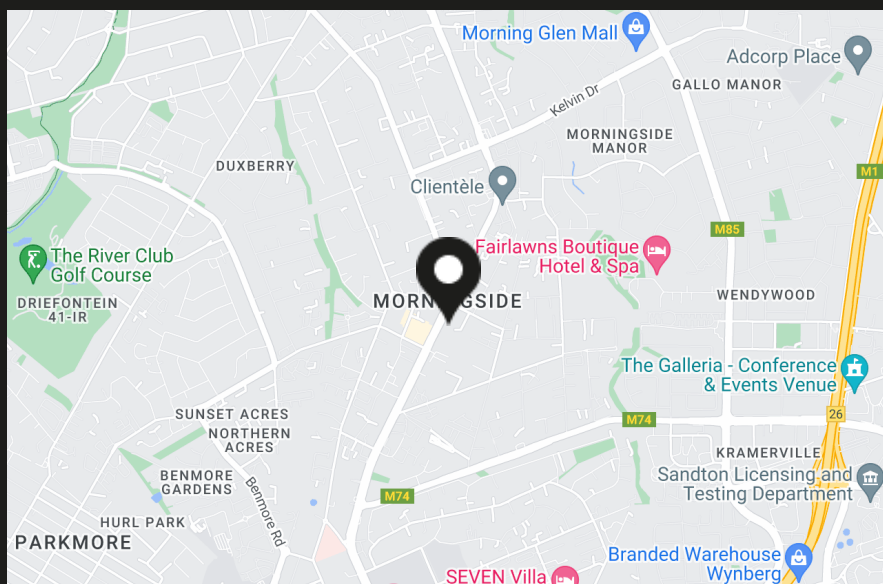 Morning Glen Mall
Adcorp Place
GALLO MANOR
Kelvin Dr
MORNINGSIDE
MANOR
DUXBERRY
M1
Clientèle
M85
Fairlawns Boutique
Hotel & Spa
The River Club
Golf Course
DRIEFONTEIN
41-IR
MORNINGSIDE
WENDYWOOD
The Galleria - Conference
& Events Venue
SUNSET ACRES
26
M74
NORTHERN
ACRES
KRAMERVILLE
BENMORE
GARDENS
Sandton Licensing and
Testing Department
M74
Benmore Rd
HURL PARK
PARKMORE
Branded Warehouse
Wynberg
SEVEN Villa